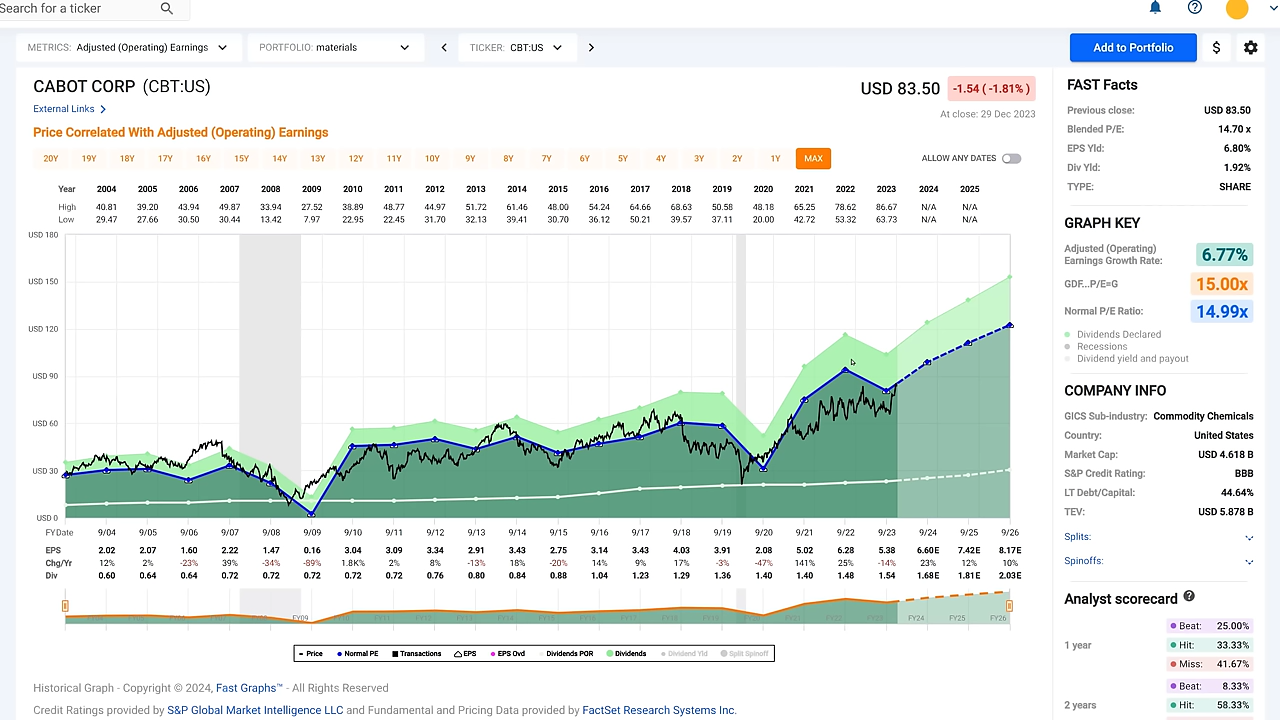 Search for a ticker
METRICS: Adjusted (Operating) Earnings PORTFOLIO: materials TICKER: CBT:US Add to Portfolio $
CABOT CORP (CBT:US) USD 83.50 -1.54 ( -1.81% )
External Links At close: 29 Dec 2023
Price Correlated With Adjusted (Operating) Earnings
20Y 19Y 18Y 17Y 16Y 15Y 14Y 13Y 12Y 11Y 10Y 9Y 8Y 7Y 6Y 5Y 4Y 3Y 2Y 1Y MAX ALLOW ANY DATES
Year 2004 2005 2006 2007 2008 2009 2010 2011 2012 2013 2014 2015 2016 2017 2018 2019 2020 2021 2022 2023 2024 2025
High 40.81 39.20 43.94 49.87 33.94 27.52 38.89 48.77 44.97 51.72 61.46 48.00 54.24 64.66 68.63 50.58 48.18 65.25 78.62 86.67 N/A N/A
Low 29.47 27.66 30.50 30.44 13.42 7.97 22.95 22.45 31.70 32.13 39.41 30.70 36.12 50.21 39.57 37.11 20.00 42.72 53.32 63.73 N/A N/A
USD 180
USD 150
USD 120
USD 90
USD 60
USD 30
USD 0
FY Date 9/04 9/05 9/06 9/07 9/08 9/09 9/10 9/11 9/12 9/13 9/14 9/15 9/16 9/17 9/18 9/19 9/20 9/21 9/22 9/23 9/24 9/25 9/26
EPS 2.02 2.07 1.60 2.22 1.47 0.16 3.04 3.09 3.34 2.91 3.43 2.75 3.14 3.43 4.03 3.91 2.08 5.02 6.28 5.38 6.60E 7.42E 8.17E
Chg/Yr 12% 2% -23% 39% -34% -89% 1.8K% 2% 8% -13% 18% -20% 14% 9% 17% -3% -47% 141% 25% -14% 23% 12% 10%
Div 0.60 0.64 0.64 0.72 0.72 0.72 0.72 0.72 0.76 0.80 0.84 0.88 1.04 1.23 1.29 1.36 1.40 1.40 1.48 1.54 1.68E 1.81E 2.03E
FY09 FY24 FY25 FY26
Price Normal PE Transactions EPS EPS Ovd Dividends POR Dividends Dividend Yld Split Spinoff
Historical Graph - Copyright © 2024, Fast Graphs™ - All Rights Reserved
Credit Ratings provided by S&P Global Market Intelligence LLC and Fundamental and Pricing Data provided by FactSet Research Systems Inc.
FAST Facts
Previous close: USD 83.50
Blended P/E: 14.70 x
EPS Yld: 6.80%
Div Yld: 1.92%
TYPE: SHARE
GRAPH KEY
Adjusted (Operating)
Earnings Growth Rate: 6.77%
GDF...P/E=G 15.00x
Normal P/E Ratio: 14.99x
Dividends Declared
Recessions
Dividend yield and payout
COMPANY INFO
GICS Sub-industry: Commodity Chemicals
Country: United States
Market Cap: USD 4.618 B
S&P Credit Rating: BBB
LT Debt/Capital: 44.64%
TEV: USD 5.878 B
Splits:
Spinoffs:
Analyst scorecard
Beat: 25.00%
1 year Hit: 33.33%
Miss: 41.67%
Beat: 8.33%
2 years Hit: 58.33%